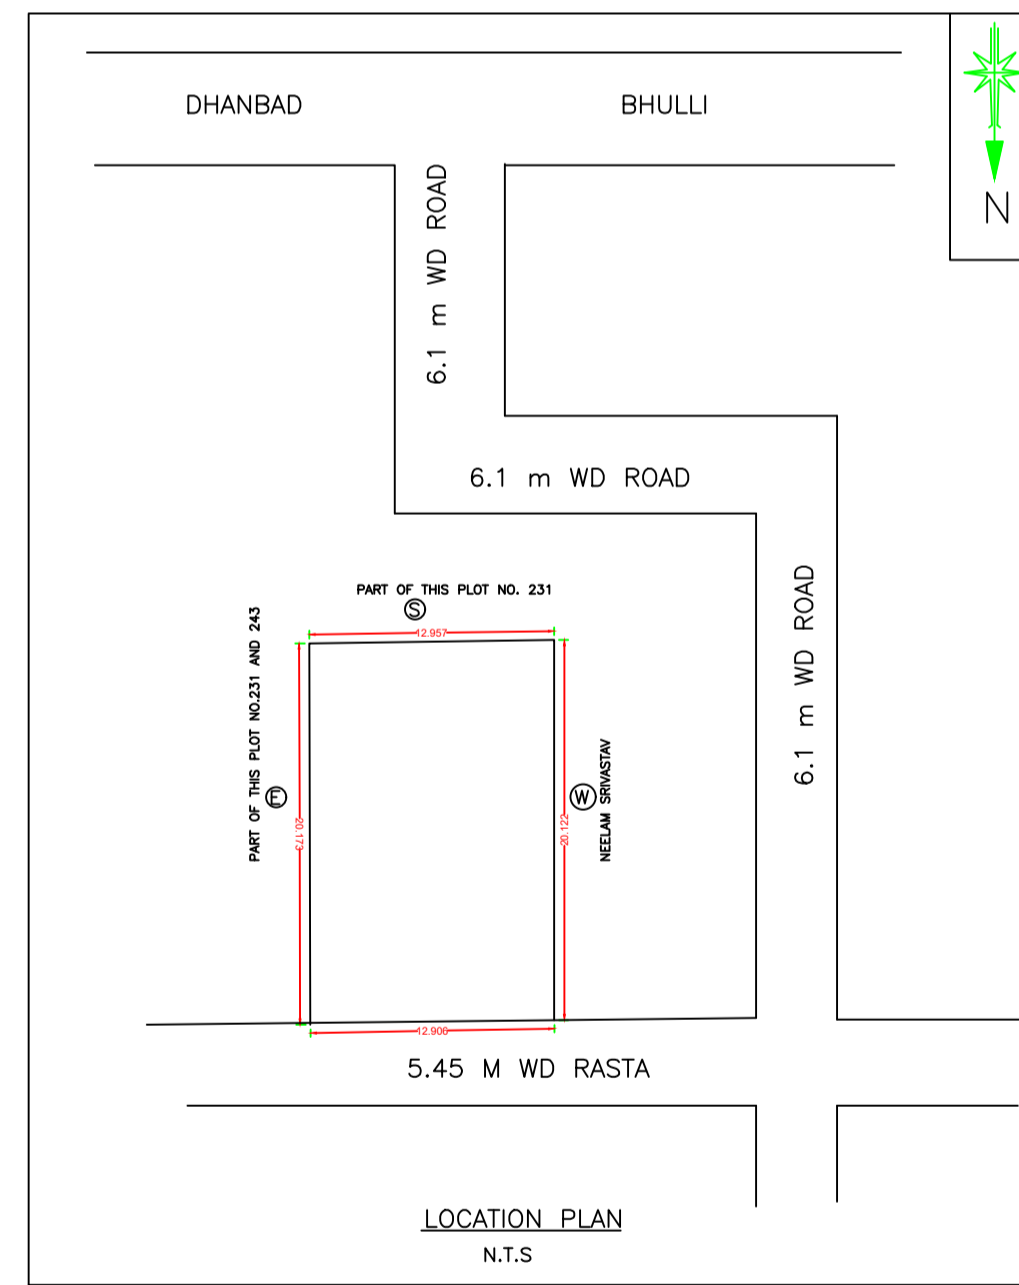 DHANBAD
BHULLI
N
6.1 m WD ROAD
6.1 m WD ROAD
6.1 m WD ROAD
PART OF THIS PLOT NO. 231
S
12.957
PART OF THIS PLOT NO.231 AND 243
E
20.173
20.122
W
NEELAM SRIVASTAV
12.906
5.45 M WD RASTA
LOCATION PLAN
N.T.S